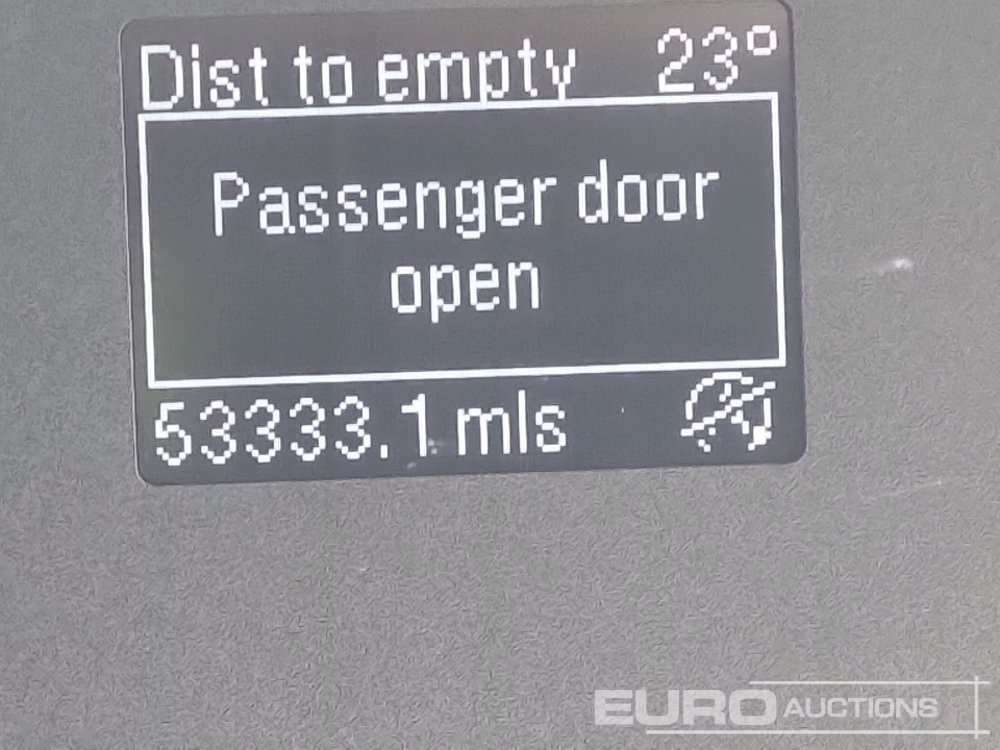 Dist to empty 23°
Passenger door
open
53333.1 mls
EURO AUCTIONS